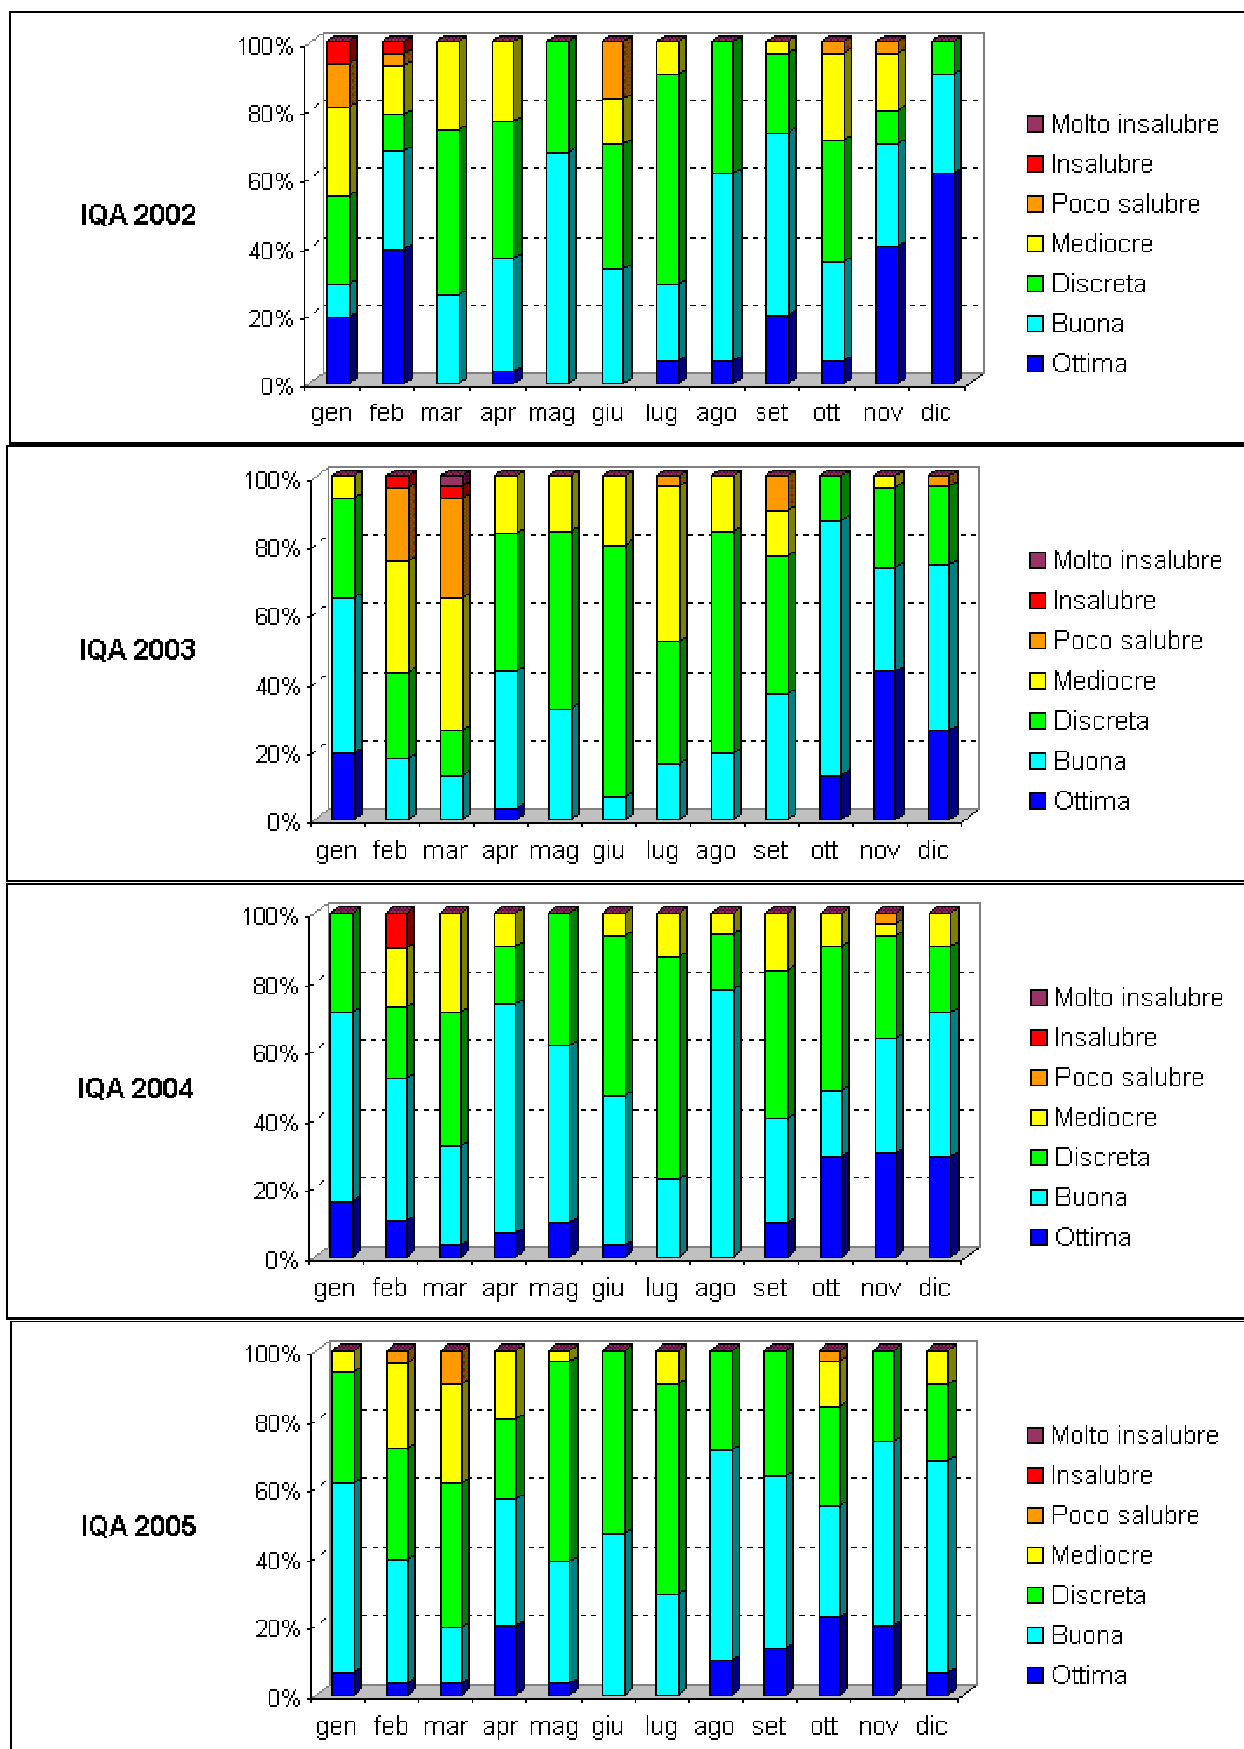 100%
80%
60%
40%
20%
0%
IQA 2002
gen feb mar apr mag giu lug ago set ott nov dic
Molto insalubre
Insalubre
Poco salubre
Mediocre
Discreta
Buona
Ottima
100%
80%
60%
40%
20%
0%
IQA 2003
gen feb mar apr mag giu lug ago set ott nov dic
Molto insalubre
Insalubre
Poco salubre
Mediocre
Discreta
Buona
Ottima
100%
80%
60%
40%
20%
0%
IQA 2004
gen feb mar apr mag giu lug ago set ott nov dic
Molto insalubre
Insalubre
Poco salubre
Mediocre
Discreta
Buona
Ottima
100%
80%
60%
40%
20%
0%
IQA 2005
gen feb mar apr mag giu lug ago set ott nov dic
Molto insalubre
Insalubre
Poco salubre
Mediocre
Discreta
Buona
Ottima